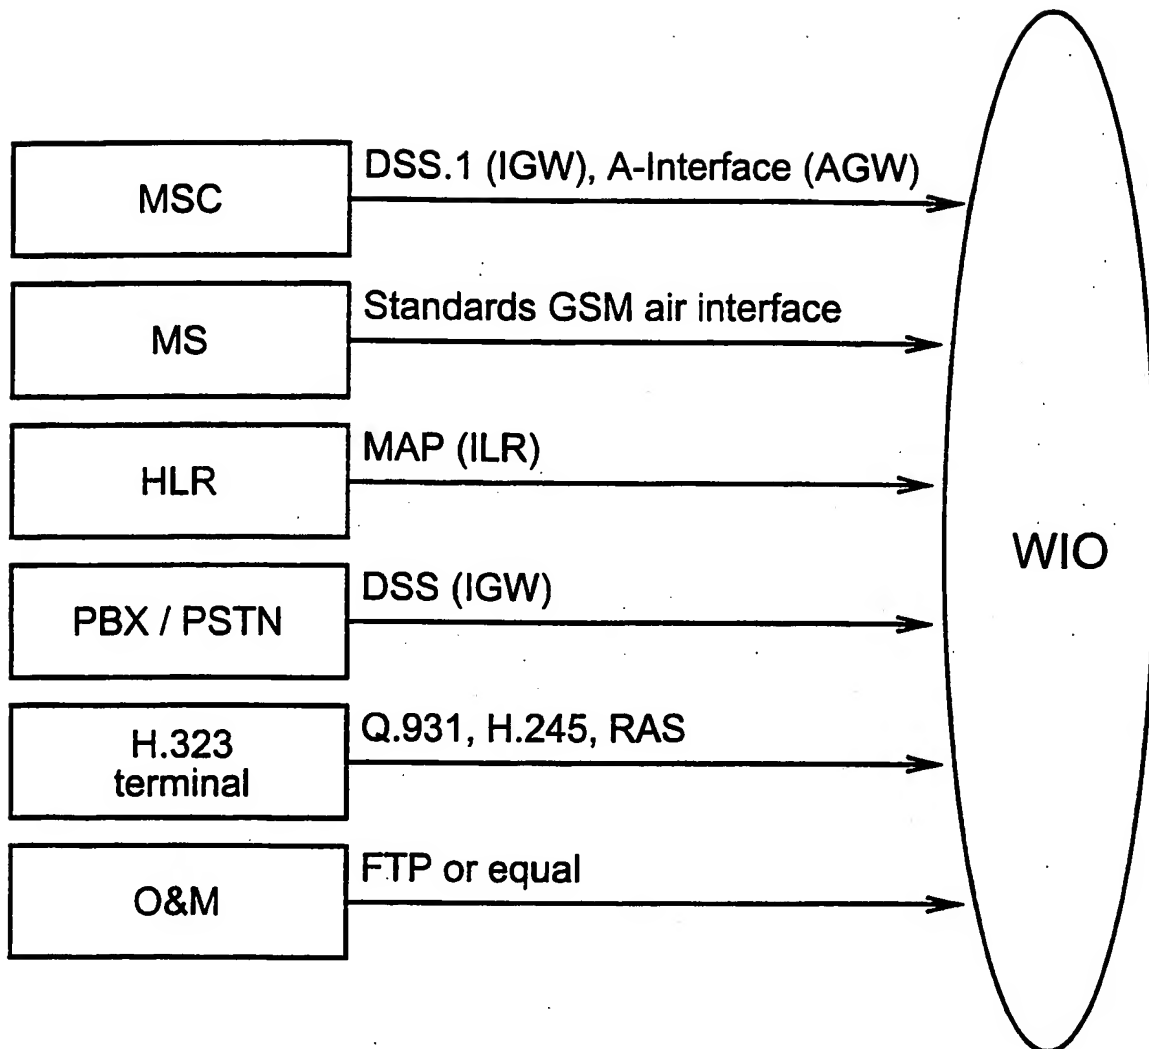 DSS.1 (IGW), A-Interface (AGW)
MSC
Standards GSM air interface
MS
MAP (ILR)
HLR
WIO
DSS (IGW)
PBX / PSTN
Q.931, H.245, RAS
H.323
terminal
FTP or equal
O&M